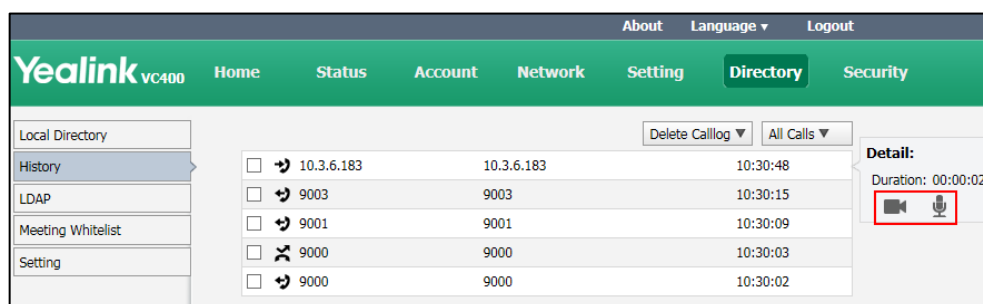 About Language ▾ Logout
Yealink VC400 Home Status Account Network Setting Directory Security
Local Directory
History
LDAP
Meeting Whitelist
Setting
Delete Calllog ▼ All Calls ▼
10.3.6.183 10.3.6.183 10:30:48
9003 9003 10:30:15
9001 9001 10:30:09
9000 9000 10:30:03
9000 9000 10:30:02
Detail:
Duration: 00:00:02